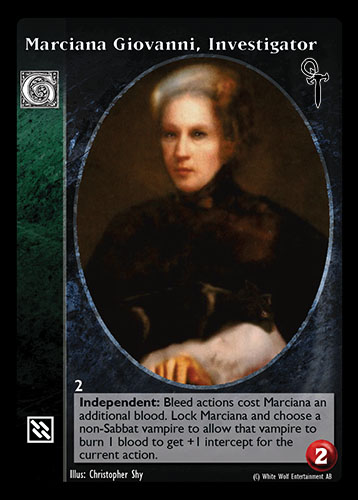 Marciana Giovanni, Investigator
2
Independent: Bleed actions cost Marciana an
additional blood. Lock Marciana and choose a
non-Sabbat vampire to allow that vampire to
burn 1 blood to get +1 intercept for the
current action.
2
Illus: Christopher Shy
(C) White Wolf Entertainment AB